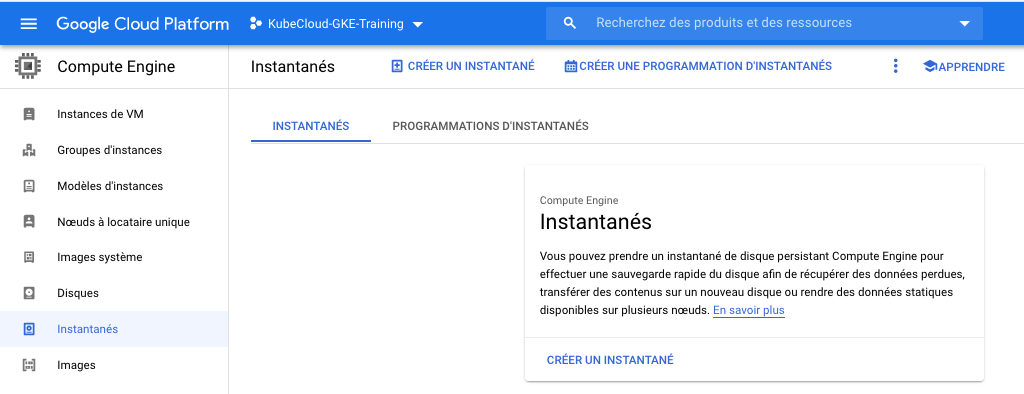 Google Cloud Platform
KubeCloud-GKE-Training
Recherchez des produits et des ressources
Compute Engine
Instantanés
CRÉER UN INSTANTANÉ
CRÉER UNE PROGRAMMATION D'INSTANTANÉS
APPRENDRE
Instances de VM
Groupes d'instances
Modèles d'instances
Nœuds à locataire unique
Images système
Disques
Instantanés
Images
INSTANTANÉS
PROGRAMMATIONS D'INSTANTANÉS
Compute Engine
Instantanés
Vous pouvez prendre un instantané de disque persistant Compute Engine pour
effectuer une sauvegarde rapide du disque afin de récupérer des données perdues,
transférer des contenus sur un nouveau disque ou rendre des données statiques
disponibles sur plusieurs nœuds. En savoir plus
CRÉER UN INSTANTANÉ